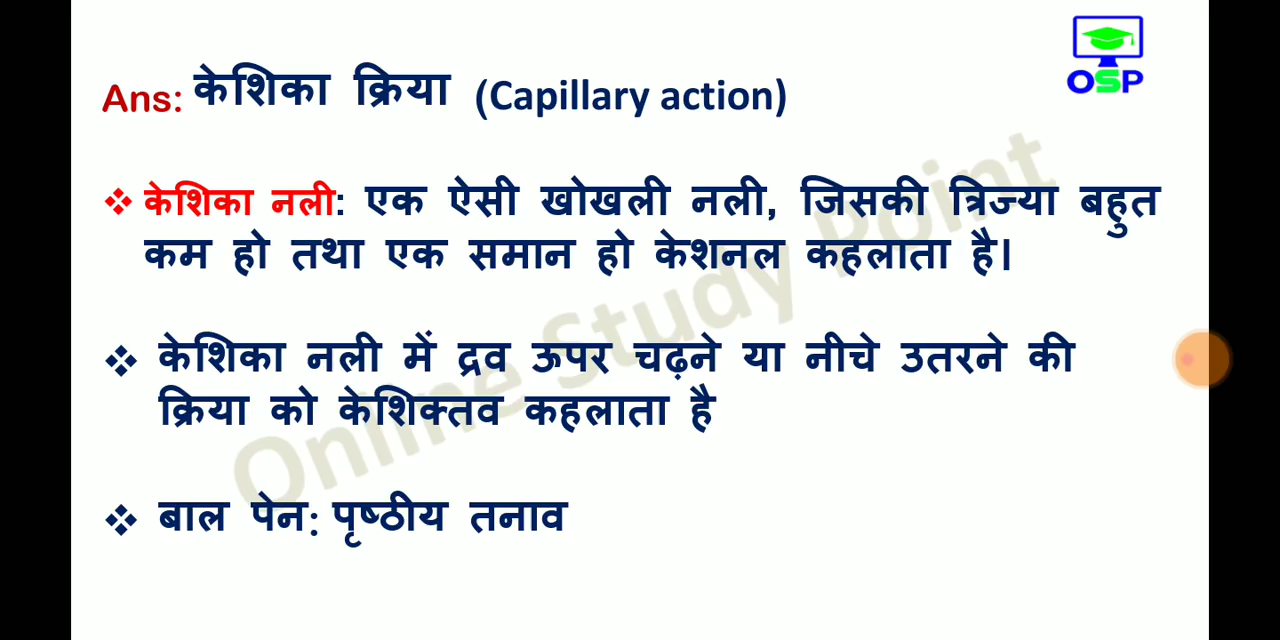 OSP
Ans: केशिका क्रिया (Capillary action)
❖ केशिका नली: एक ऐसी खोखली नली, जिसकी त्रिज्या बहुत
कम हो तथा एक समान हो केशनल कहलाता है।
❖ केशिका नली में द्रव ऊपर चढ़ने या नीचे उतरने की
क्रिया को केशिक्तव कहलाता है
❖ बाल पेन: पृष्ठीय तनाव
Online Study Point